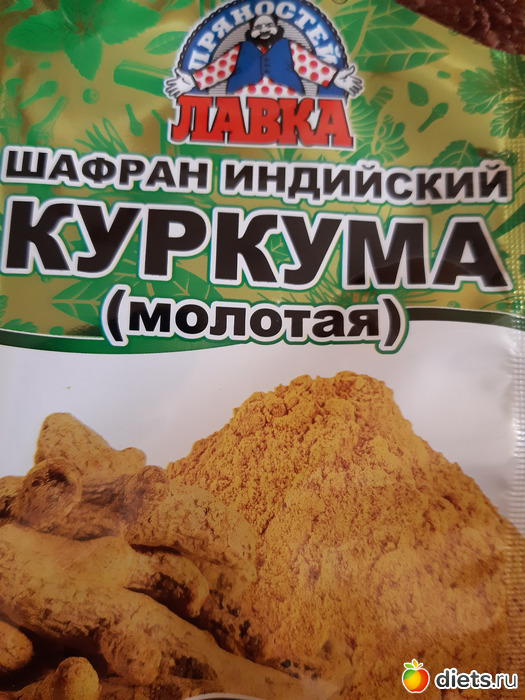 ПРЯНОСТЕЙ
ЛАВКА
ШАФРАН ИНДИЙСКИЙ
КУРКУМА
(молотая)
diets.ru